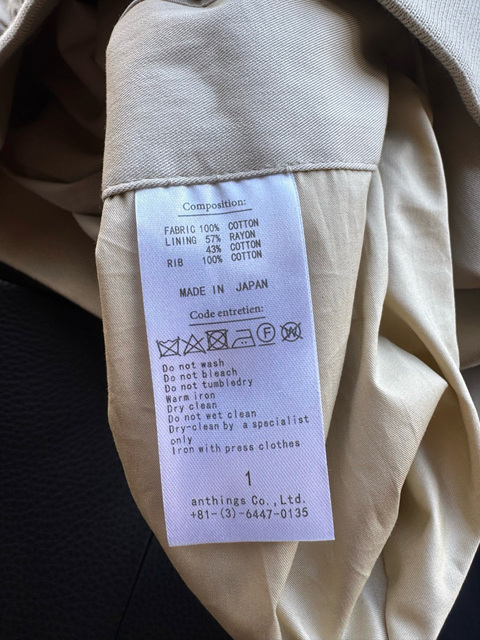 Composition:
FABRIC 100% COTTON
LINING 57% RAYON
43% COTTON
RIB 100% COTTON
MADE IN JAPAN
Code entretien:
F W
Do not wash
Do not bleach
Do not tumbledry
Warm iron
Dry clean
Do not wet clean
Dry-clean by a specialist
only
Iron with press clothes
1
anthings Co.,Ltd.
+81-(3)-6447-0135